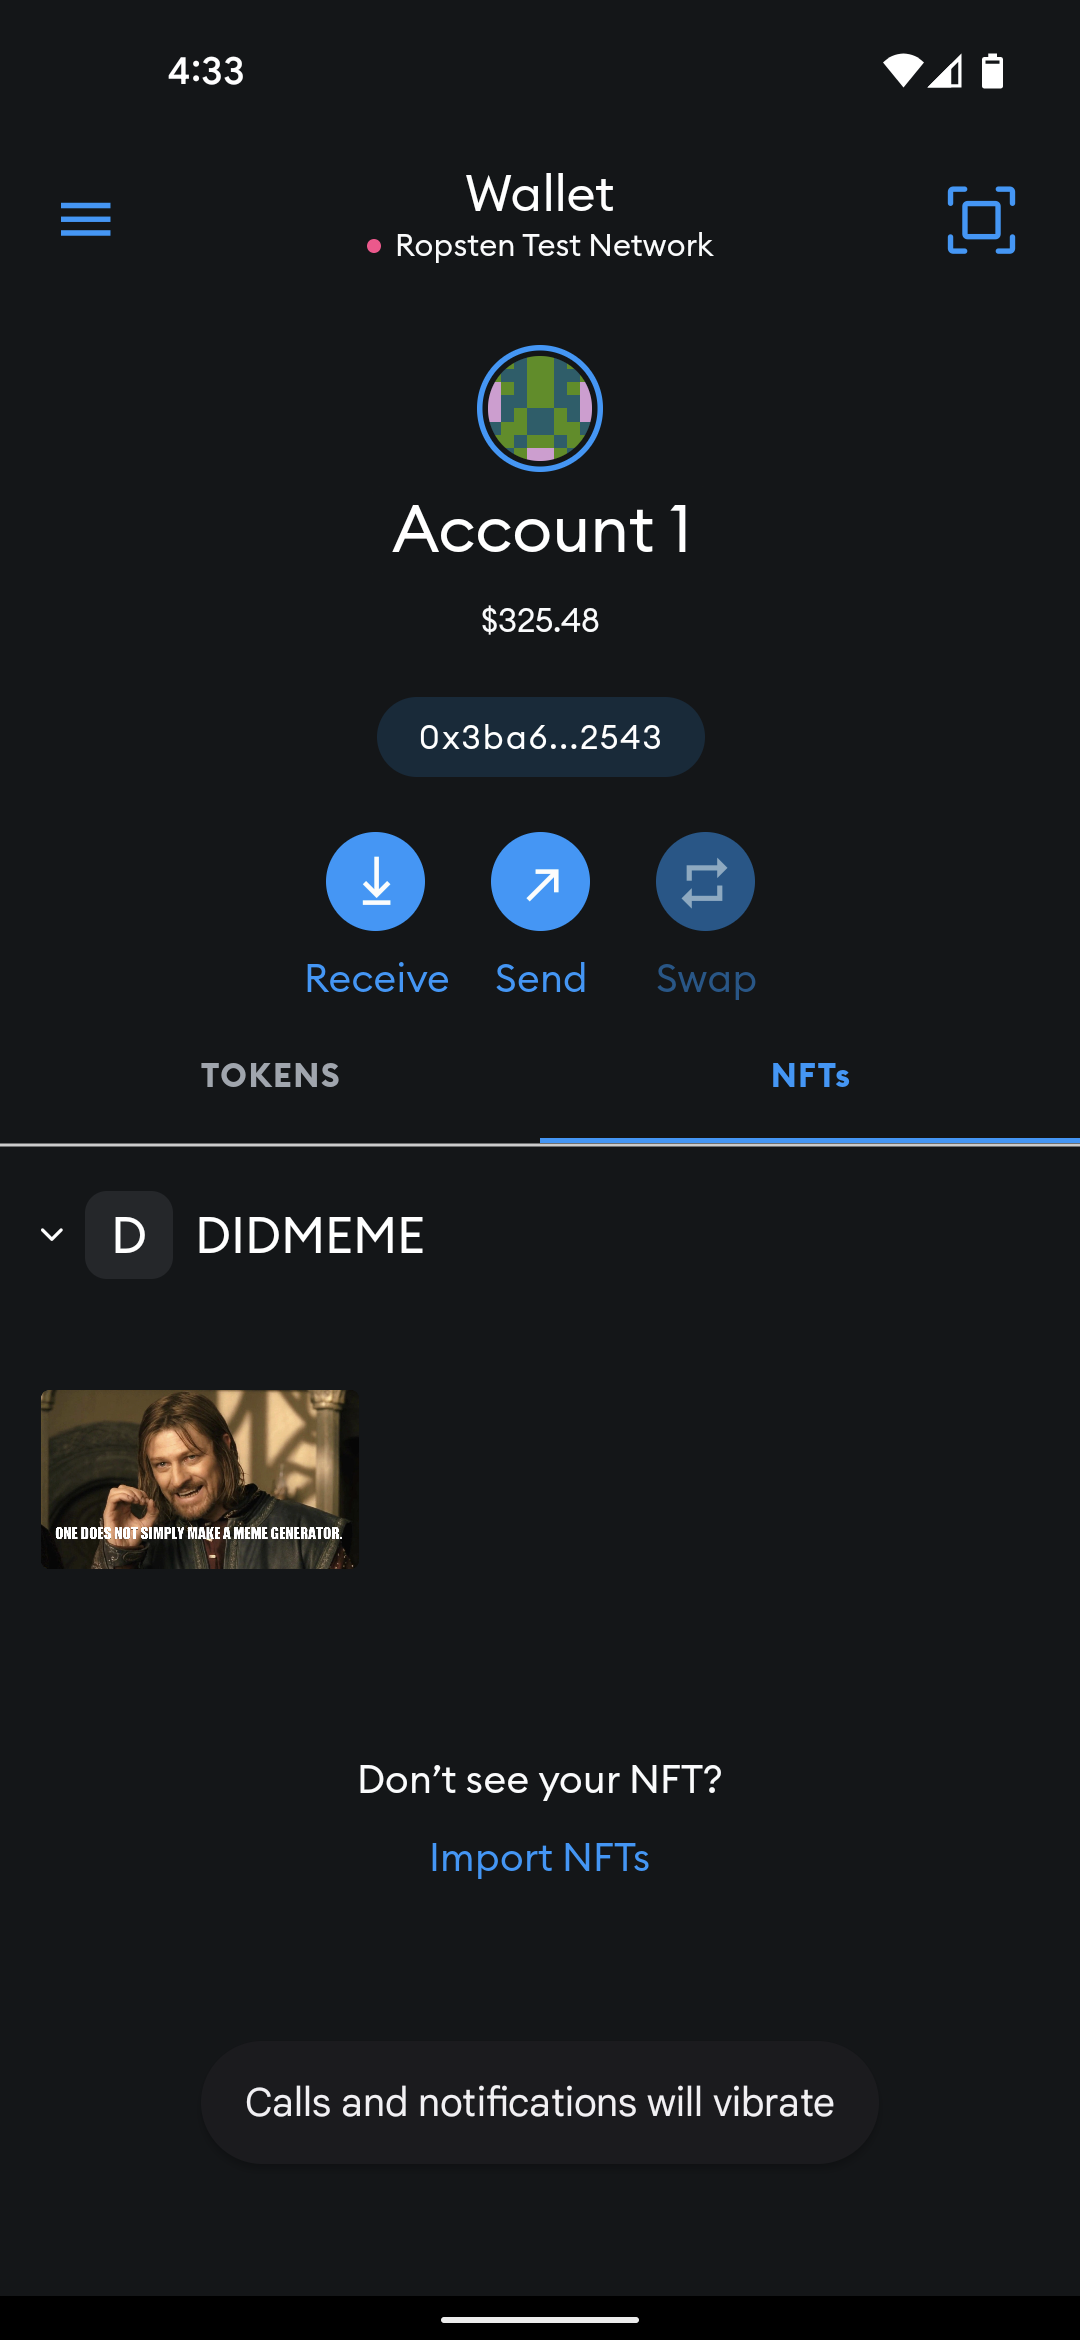 4:33
Wallet
Ropsten Test Network
Account 1
$325.48
0x3ba6...2543
Receive Send Swap
TOKENS NFTs
D DIDMEME
ONE DOES NOT SIMPLY MAKE A MEME GENERATOR.
Don’t see your NFT?
Import NFTs
Calls and notifications will vibrate